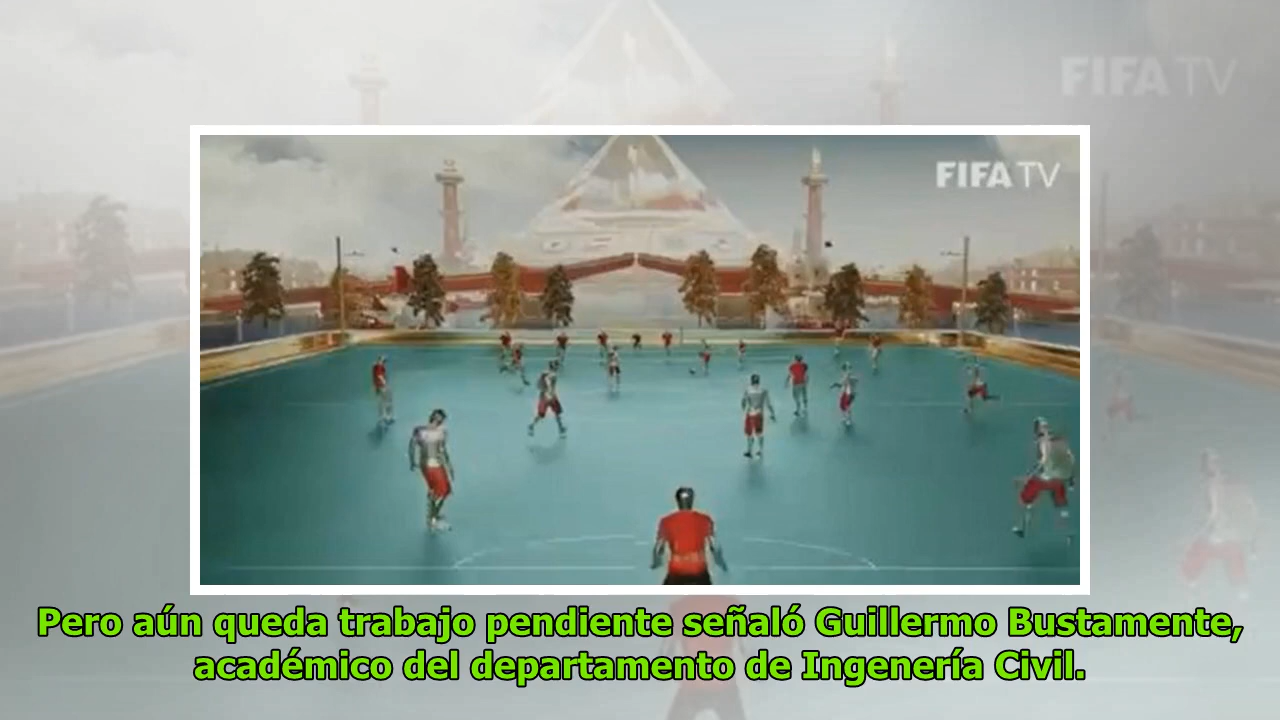 FIFA TV
FIFA TV
Pero aún queda trabajo pendiente señaló Guillermo Bustamente,
académico del departamento de Ingenería Civil.